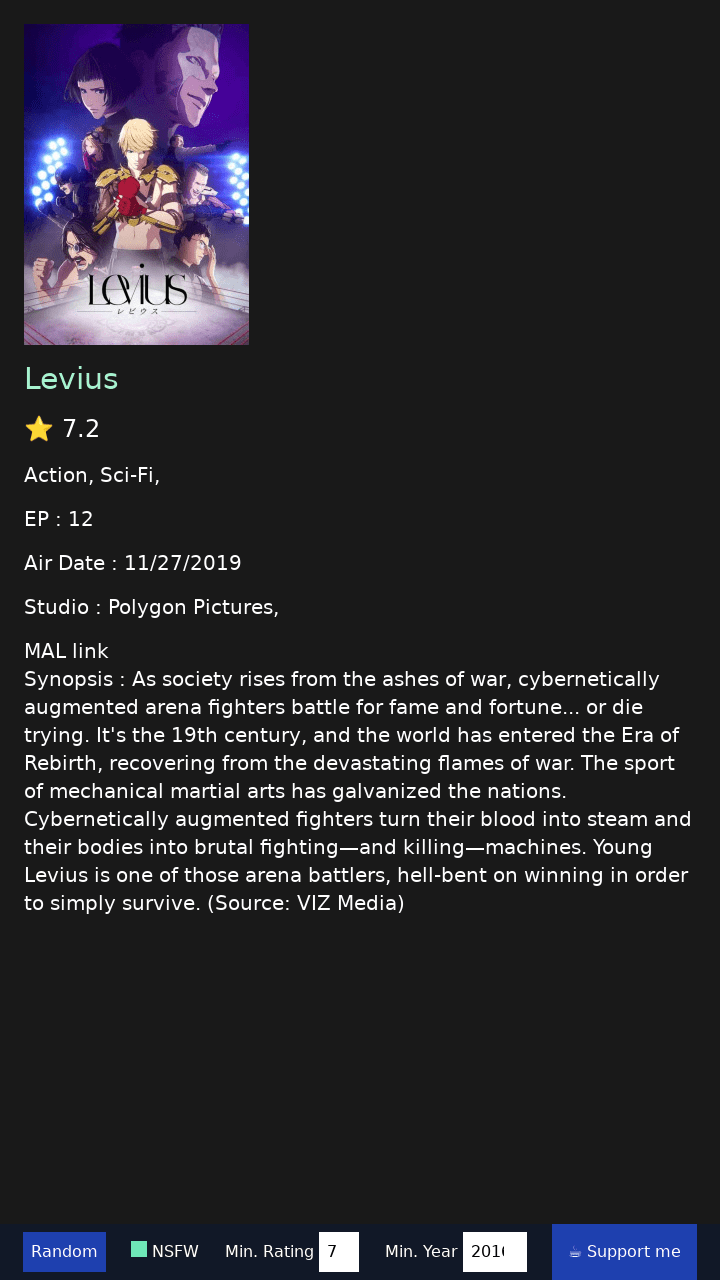 LEVIUS
レビウス
Levius
⭐ 7.2
Action, Sci-Fi,
EP : 12
Air Date : 11/27/2019
Studio : Polygon Pictures,
MAL link
Synopsis : As society rises from the ashes of war, cybernetically
augmented arena fighters battle for fame and fortune... or die
trying. It's the 19th century, and the world has entered the Era of
Rebirth, recovering from the devastating flames of war. The sport
of mechanical martial arts has galvanized the nations.
Cybernetically augmented fighters turn their blood into steam and
their bodies into brutal fighting—and killing—machines. Young
Levius is one of those arena battlers, hell-bent on winning in order
to simply survive. (Source: VIZ Media)
Random NSFW Min. Rating 7 Min. Year 201 ☕ Support me